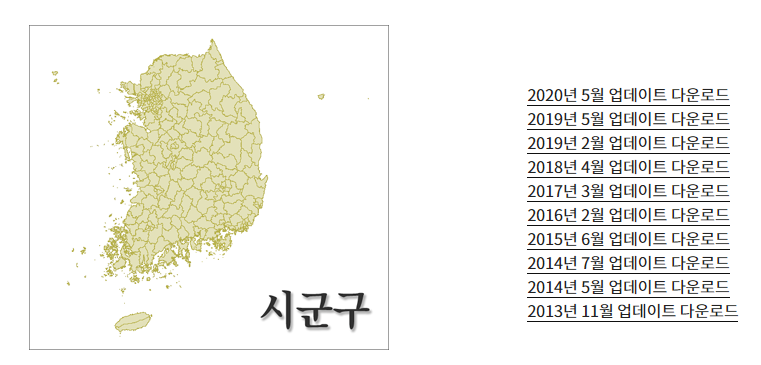 시군구
2020년 5월 업데이트 다운로드
2019년 5월 업데이트 다운로드
2019년 2월 업데이트 다운로드
2018년 4월 업데이트 다운로드
2017년 3월 업데이트 다운로드
2016년 2월 업데이트 다운로드
2015년 6월 업데이트 다운로드
2014년 7월 업데이트 다운로드
2014년 5월 업데이트 다운로드
2013년 11월 업데이트 다운로드